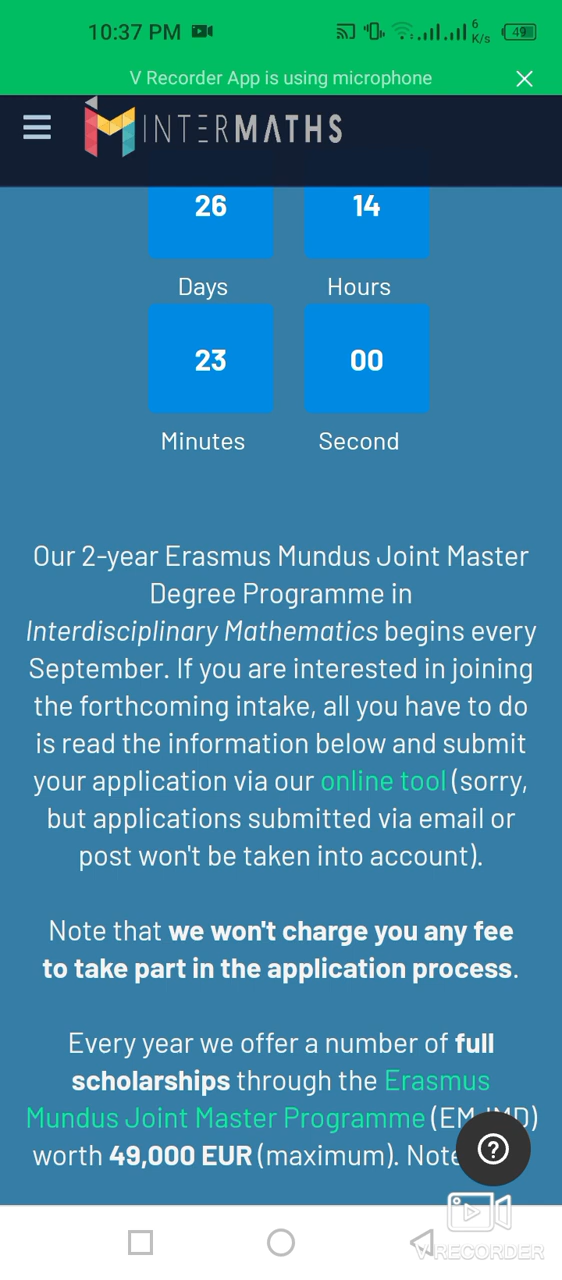 10:37 PM
6
K/s
49
V Recorder App is using microphone
INTERMATHS
26
14
Days
Hours
23
00
Minutes
Second
Our 2-year Erasmus Mundus Joint Master
Degree Programme in
Interdisciplinary Mathematics begins every
September. If you are interested in joining
the forthcoming intake, all you have to do
is read the information below and submit
your application via our online tool (sorry,
but applications submitted via email or
post won't be taken into account).
Note that we won't charge you any fee
to take part in the application process.
Every year we offer a number of full
scholarships through the Erasmus
Mundus Joint Master Programme
worth 49,000 EUR (maximum). Note
V RECORDER